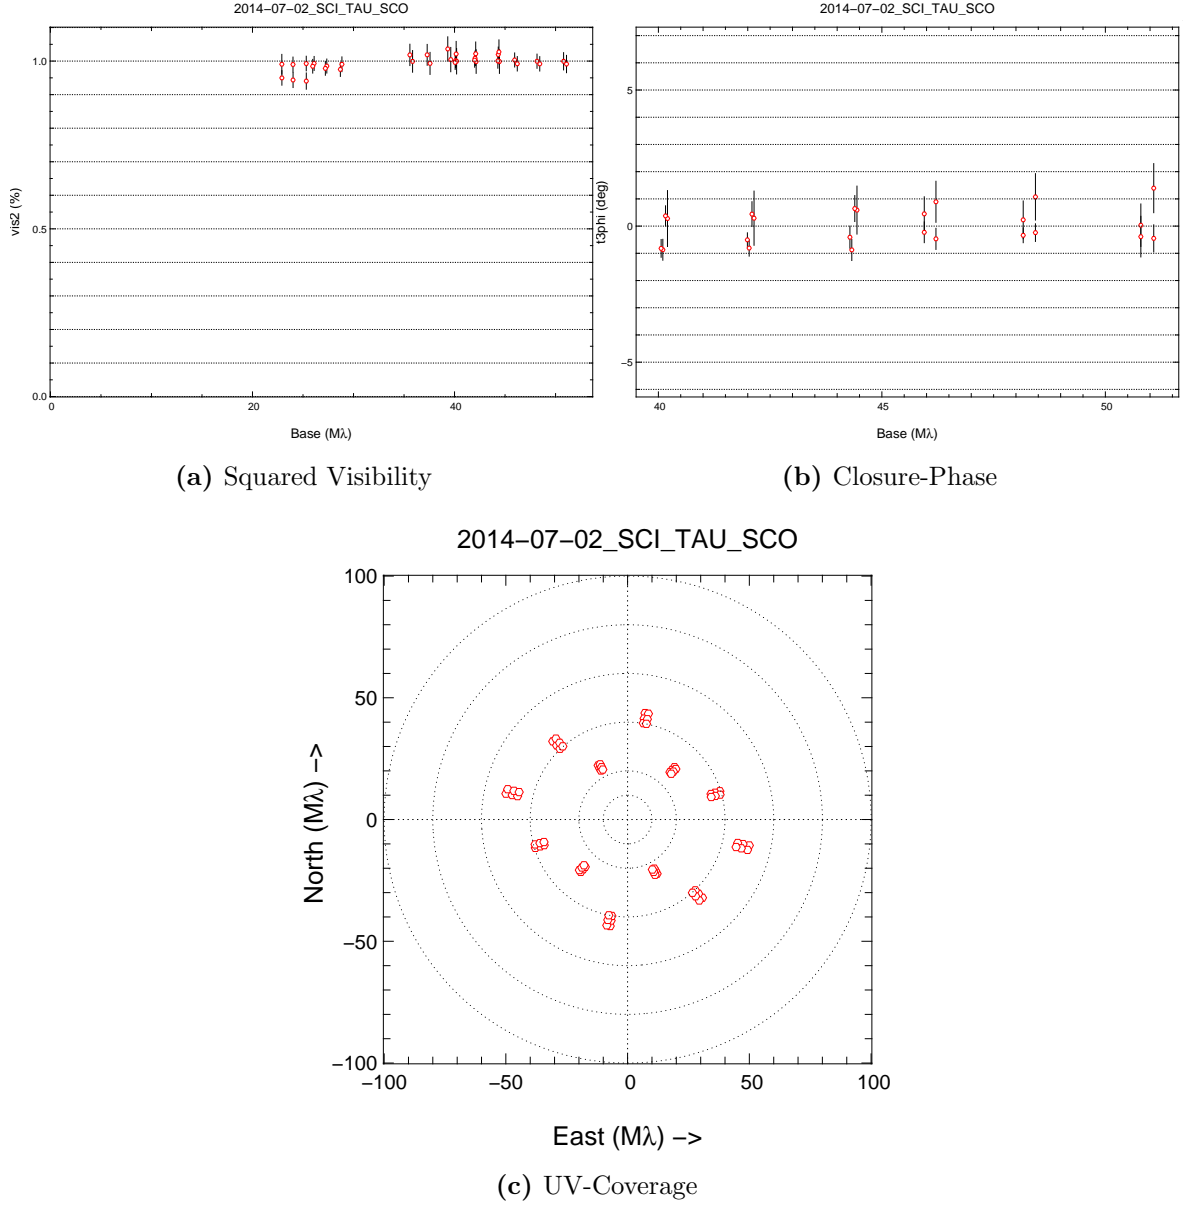 2014−07−02_SCI_TAU_SCO
1.0
0.5
0.0
0
20
40
vis2 (%)
Base (Mλ)
(a) Squared Visibility
2014−07−02_SCI_TAU_SCO
5
0
−5
40
45
50
t3phi (deg)
Base (Mλ)
(b) Closure-Phase
2014−07−02_SCI_TAU_SCO
100
50
0
−50
−100
−100
−50
0
50
100
North (Mλ) −>
East (Mλ) −>
(c) UV-Coverage